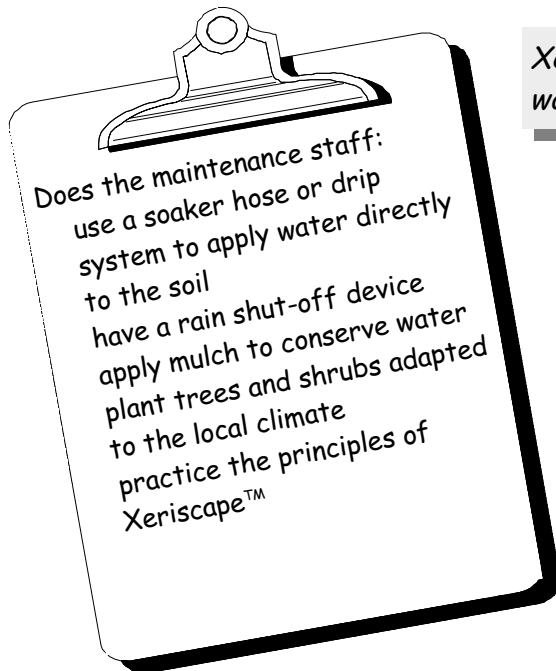 Does the maintenance staff:
use a soaker hose or drip
system to apply water directly
to the soil
have a rain shut-off device
apply mulch to conserve water
plant trees and shrubs adapted
to the local climate
practice the principles of
Xeriscape™